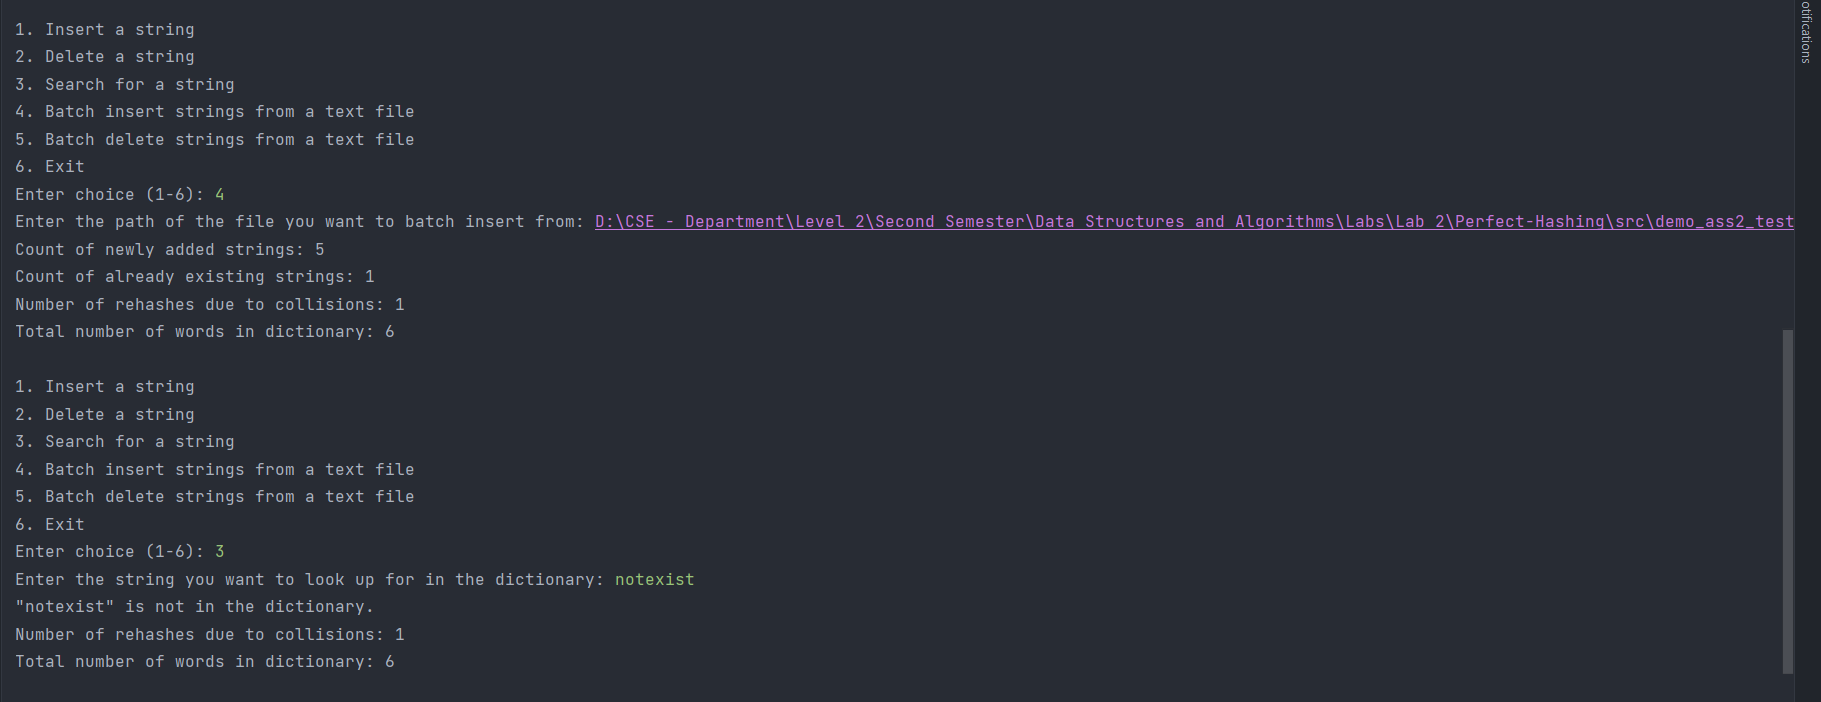 1. Insert a string
2. Delete a string
3. Search for a string
4. Batch insert strings from a text file
5. Batch delete strings from a text file
6. Exit
Enter choice (1-6): 4
Enter the path of the file you want to batch insert from: D:\CSE - Department\Level 2\Second Semester\Data Structures and Algorithms\Labs\Lab 2\Perfect-Hashing\src\demo_ass2_test
Count of newly added strings: 5
Count of already existing strings: 1
Number of rehashes due to collisions: 1
Total number of words in dictionary: 6
1. Insert a string
2. Delete a string
3. Search for a string
4. Batch insert strings from a text file
5. Batch delete strings from a text file
6. Exit
Enter choice (1-6): 3
Enter the string you want to look up for in the dictionary: notexist
"notexist" is not in the dictionary.
Number of rehashes due to collisions: 1
Total number of words in dictionary: 6
otifications